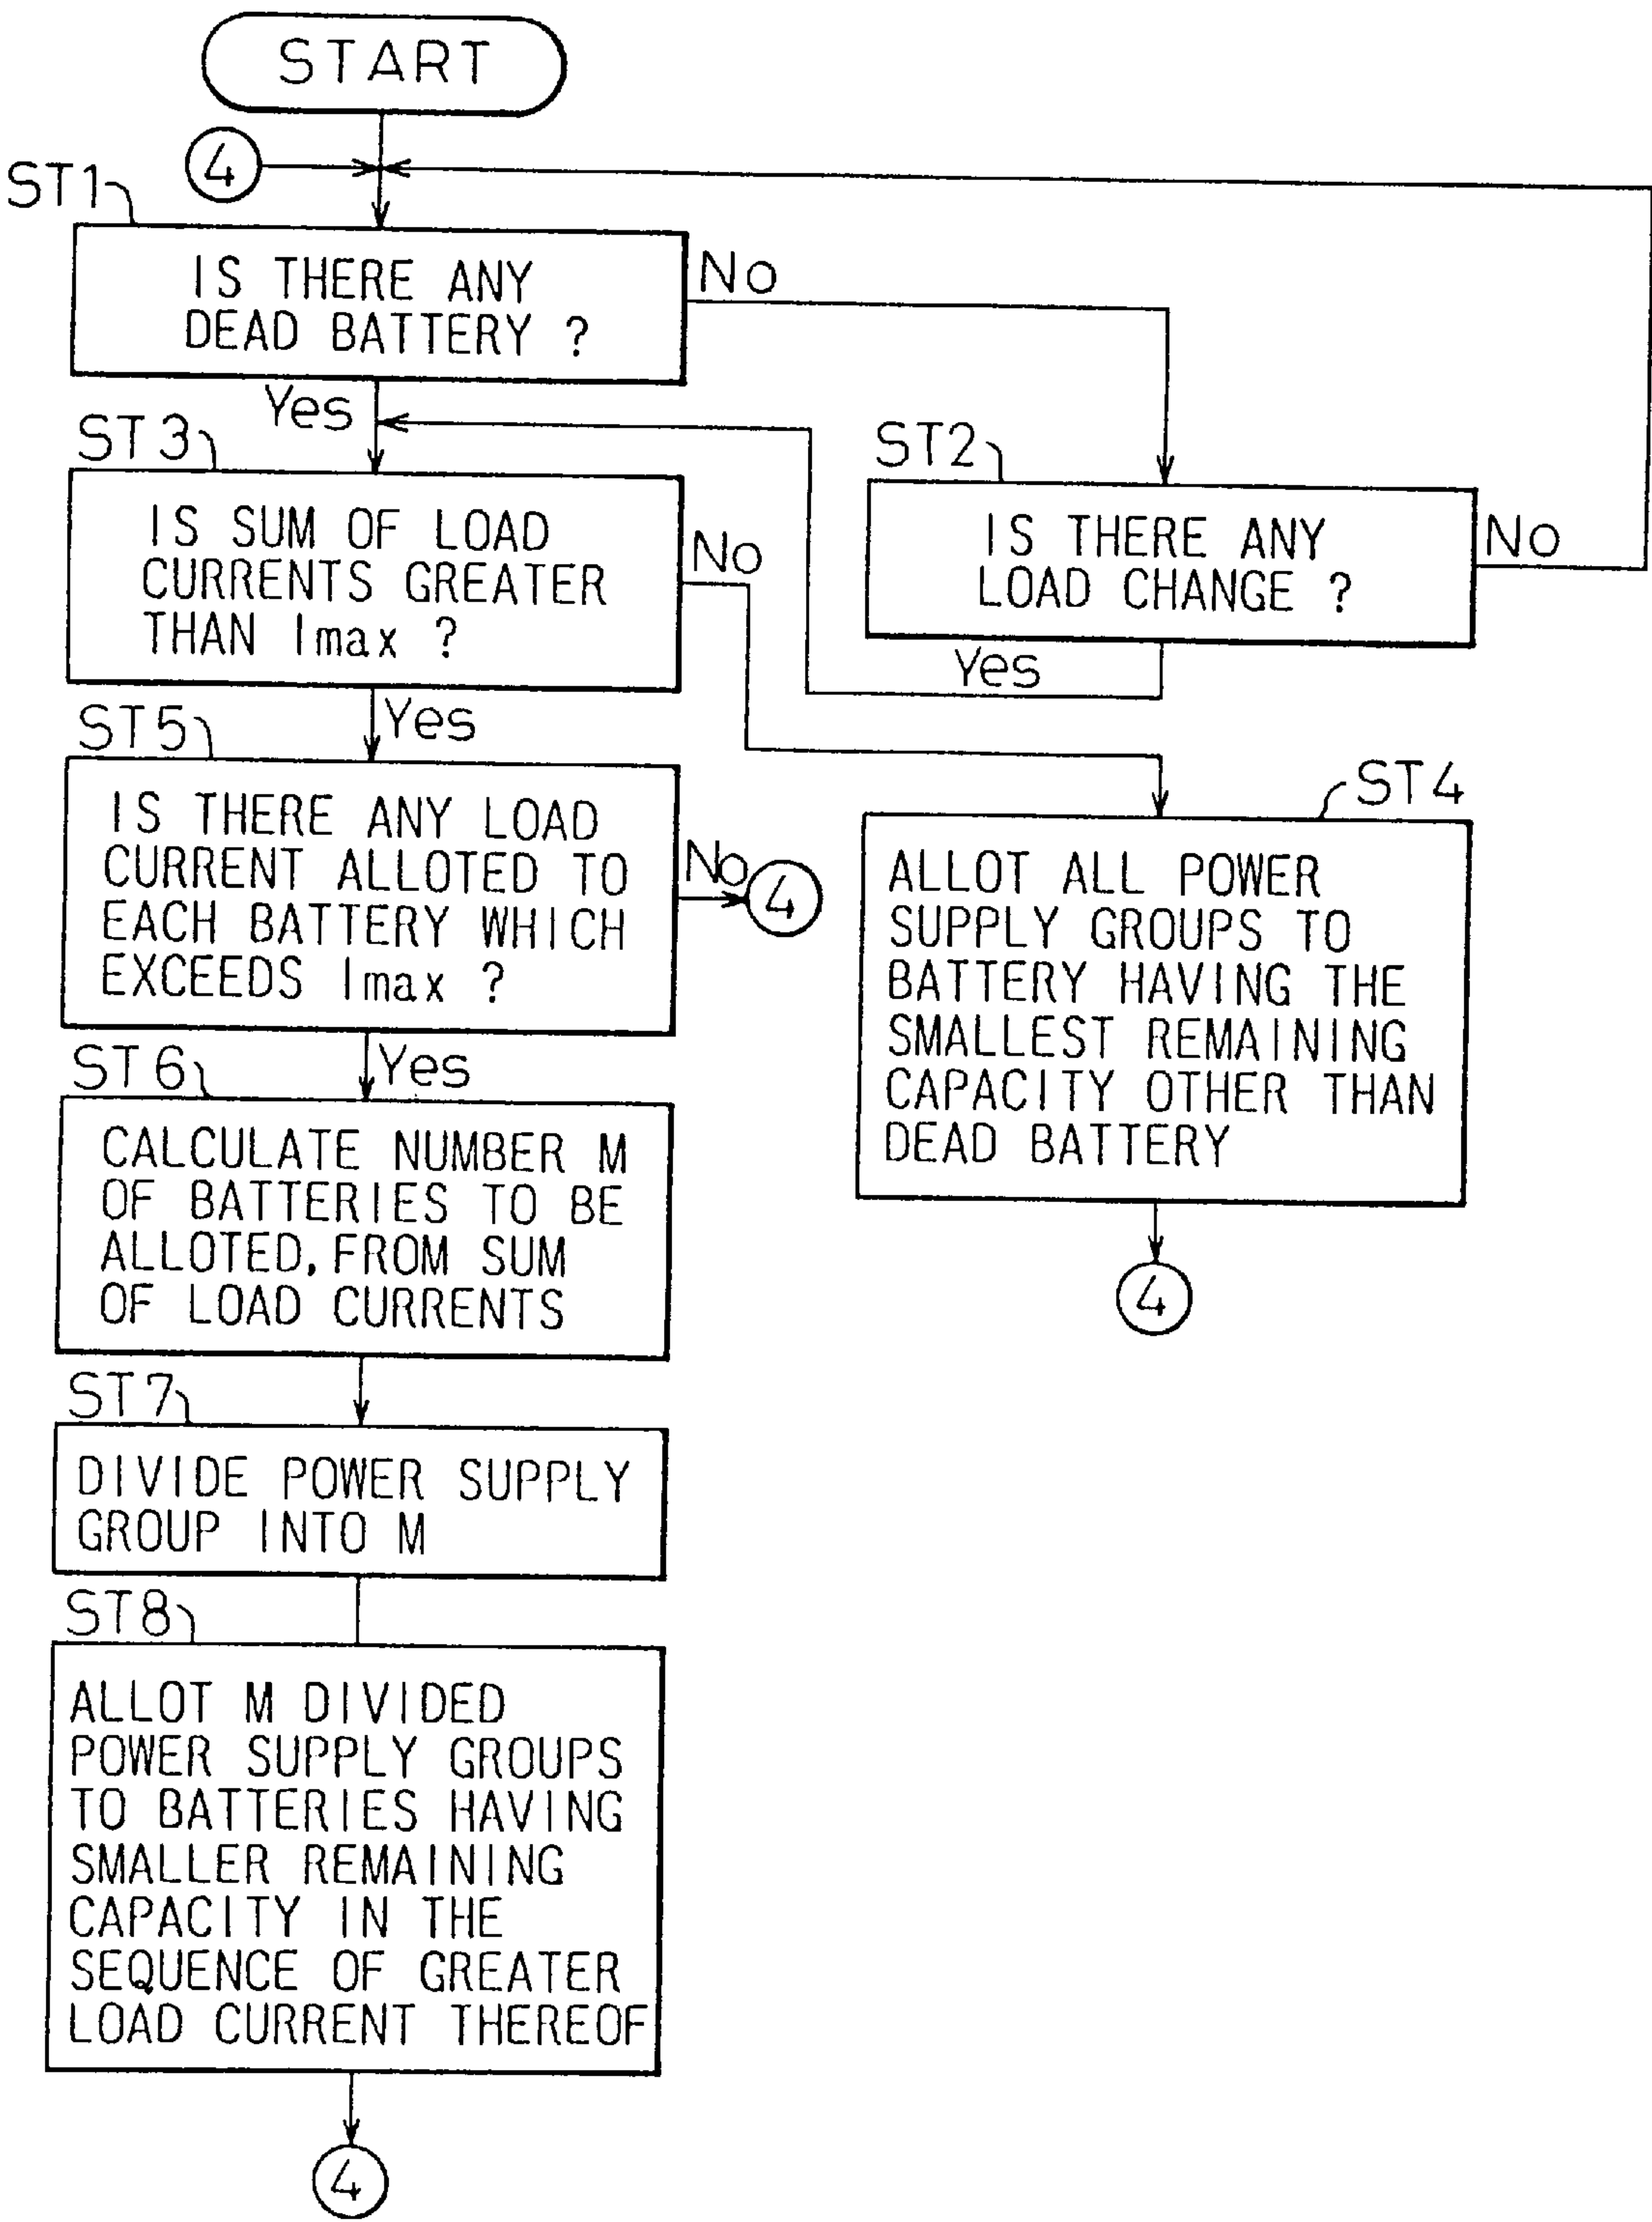 START
4
ST1
IS THERE ANY
DEAD BATTERY ?
No
Yes
ST3
IS SUM OF LOAD
CURRENTS GREATER
THAN Imax ?
No
ST2
IS THERE ANY
LOAD CHANGE ?
No
Yes
Yes
ST5
IS THERE ANY LOAD
CURRENT ALLOTED TO
EACH BATTERY WHICH
EXCEEDS Imax ?
No
4
ST4
ALLOT ALL POWER
SUPPLY GROUPS TO
BATTERY HAVING THE
SMALLEST REMAINING
CAPACITY OTHER THAN
DEAD BATTERY
4
Yes
ST6
CALCULATE NUMBER M
OF BATTERIES TO BE
ALLOTED, FROM SUM
OF LOAD CURRENTS
ST7
DIVIDE POWER SUPPLY
GROUP INTO M
ST8
ALLOT M DIVIDED
POWER SUPPLY GROUPS
TO BATTERIES HAVING
SMALLER REMAINING
CAPACITY IN THE
SEQUENCE OF GREATER
LOAD CURRENT THEREOF
4